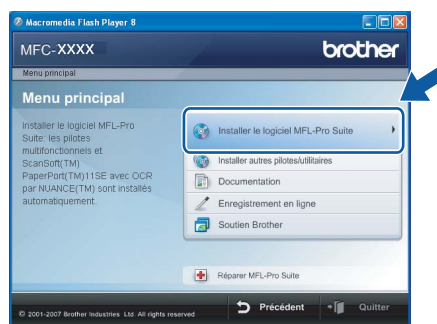 Macromedia Flash Player 8
MFC-XXXX
brother
Menu principal
Menu principal
Installer le logiciel MFL-Pro
Suite: les pilotes
multifonctionnels et
ScanSoft(TM)
PaperPort(TM)11SE avec OCR
par NUANCE(TM) sont installés
automatiquement.
Installer le logiciel MFL-Pro Suite
Installer autres pilotes/utilitaires
Documentation
Enregistrement en ligne
Soutien Brother
Réparer MFL-Pro Suite
© 2001-2007 Brother Industries Ltd. All rights reserved
Précédent
Quitter